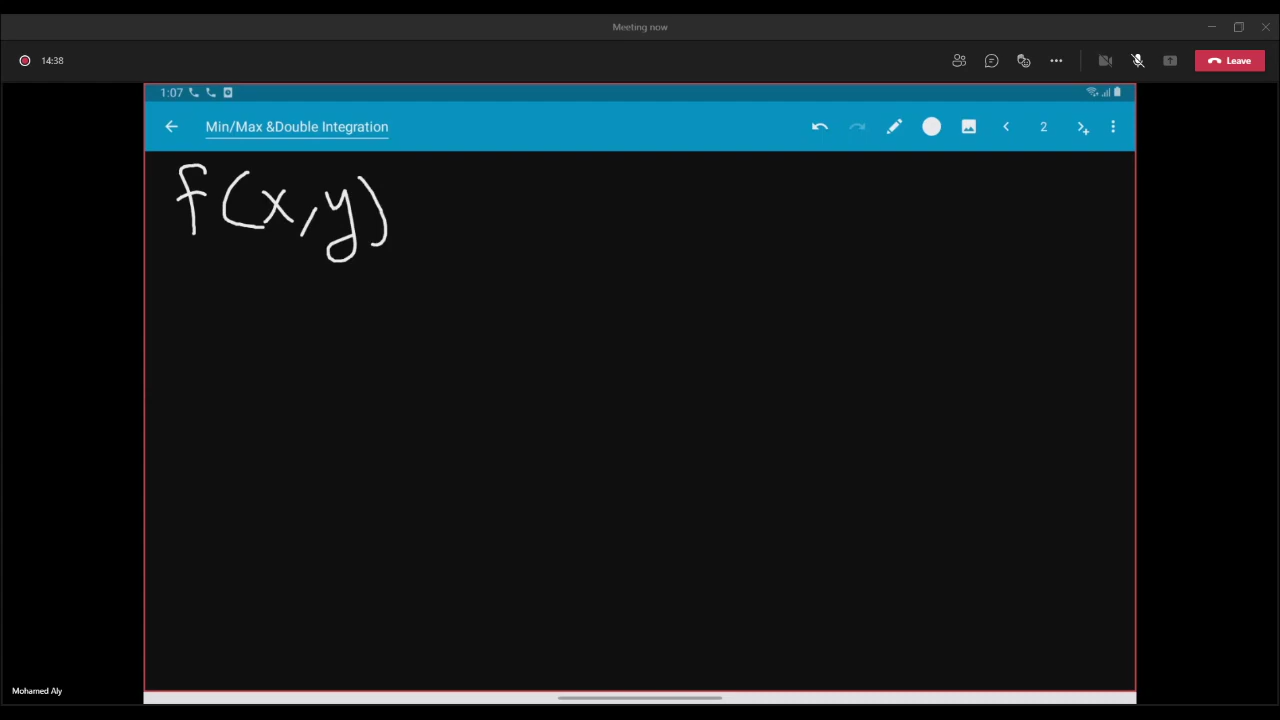 Meeting now
14:38
Leave
1:07
Min/Max &Double Integration
2
f(x,y)
Mohamed Aly